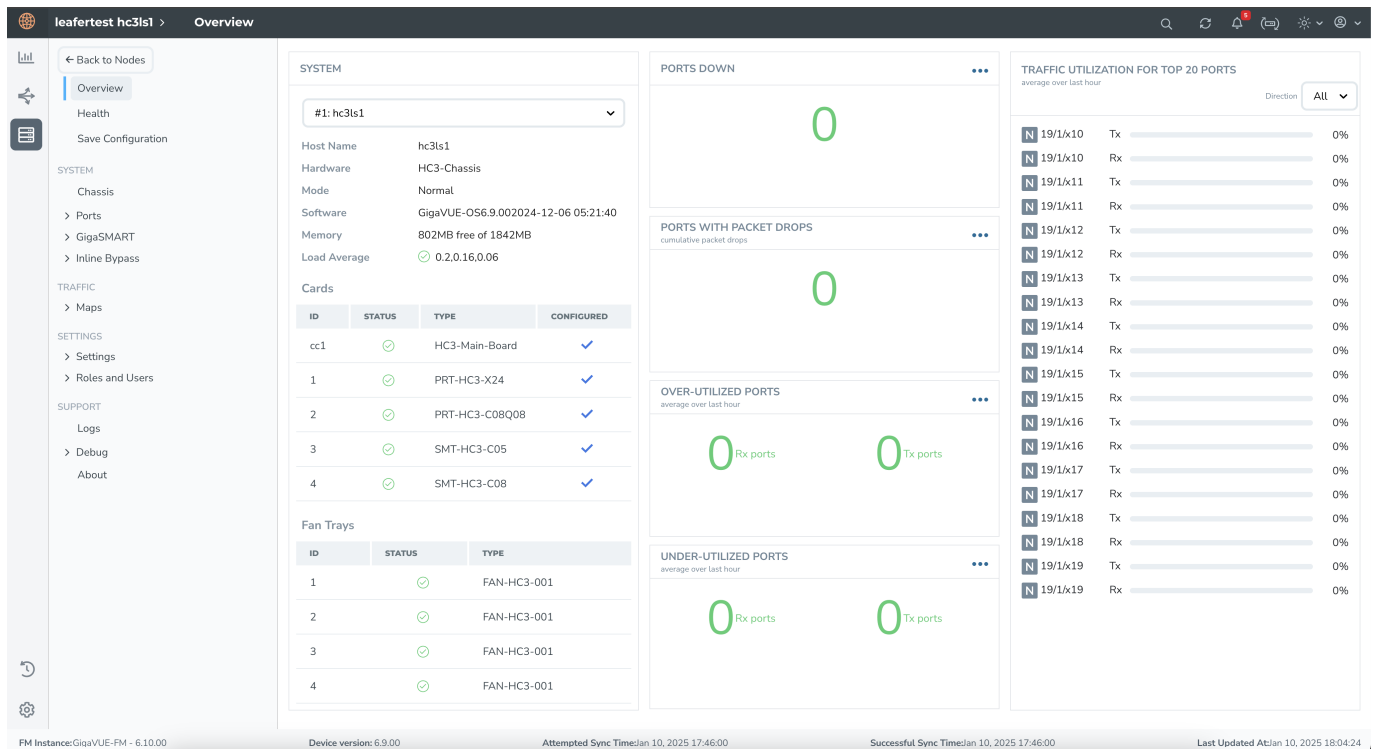 leafertest hc3ls1 > Overview
5
← Back to Nodes
Overview
Health
Save Configuration
SYSTEM
Chassis
Ports
GigaSMART
Inline Bypass
TRAFFIC
Maps
SETTINGS
Settings
Roles and Users
SUPPORT
Logs
Debug
About
SYSTEM
#1: hc3ls1
Host Name hc3ls1
Hardware HC3-Chassis
Mode Normal
Software GigaVUE-OS6.9.002024-12-06 05:21:40
Memory 802MB free of 1842MB
Load Average 0.2,0.16,0.06
Cards
ID STATUS TYPE CONFIGURED
cc1 HC3-Main-Board
1 PRT-HC3-X24
2 PRT-HC3-C08Q08
3 SMT-HC3-C05
4 SMT-HC3-C08
Fan Trays
ID STATUS TYPE
1 FAN-HC3-001
2 FAN-HC3-001
3 FAN-HC3-001
4 FAN-HC3-001
PORTS DOWN
0
PORTS WITH PACKET DROPS
cumulative packet drops
0
OVER-UTILIZED PORTS
average over last hour
0 Rx ports 0 Tx ports
UNDER-UTILIZED PORTS
average over last hour
0 Rx ports 0 Tx ports
TRAFFIC UTILIZATION FOR TOP 20 PORTS
average over last hour
Direction All
N 19/1/x10 Tx 0%
N 19/1/x10 Rx 0%
N 19/1/x11 Tx 0%
N 19/1/x11 Rx 0%
N 19/1/x12 Tx 0%
N 19/1/x12 Rx 0%
N 19/1/x13 Tx 0%
N 19/1/x13 Rx 0%
N 19/1/x14 Tx 0%
N 19/1/x14 Rx 0%
N 19/1/x15 Tx 0%
N 19/1/x15 Rx 0%
N 19/1/x16 Tx 0%
N 19/1/x16 Rx 0%
N 19/1/x17 Tx 0%
N 19/1/x17 Rx 0%
N 19/1/x18 Tx 0%
N 19/1/x18 Rx 0%
N 19/1/x19 Tx 0%
N 19/1/x19 Rx 0%
FM Instance:GigaVUE-FM - 6.10.00 Device version: 6.9.00 Attempted Sync Time:Jan 10, 2025 17:46:00 Successful Sync Time:Jan 10, 2025 17:46:00 Last Updated At:Jan 10, 2025 18:04:24